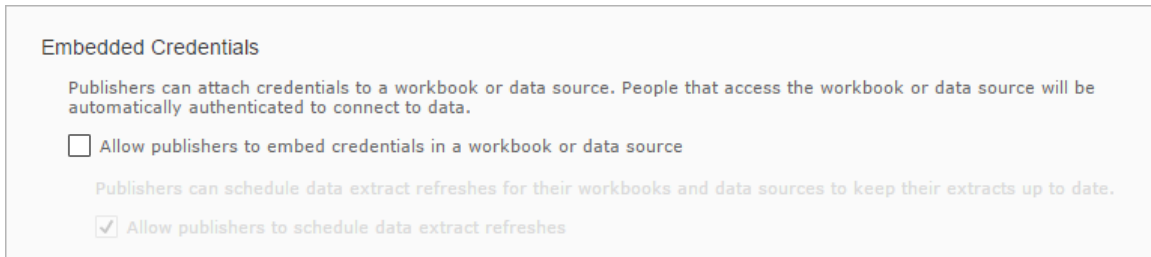 Embedded Credentials
Publishers can attach credentials to a workbook or data source. People that access the workbook or data source will be
automatically authenticated to connect to data.
Allow publishers to embed credentials in a workbook or data source
Publishers can schedule data extract refreshes for their workbooks and data sources to keep their extracts up to date.
Allow publishers to schedule data extract refreshes